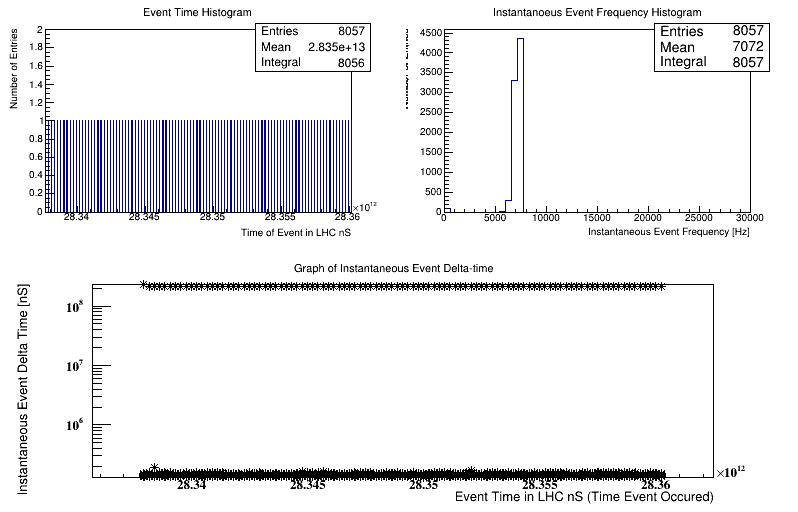 Event Time Histogram
Number of Entries
2
1.8
1.6
1.4
1.2
1
0.8
0.6
0.4
0.2
0
Entries 8057
Mean 2.835e+13
Integral 8056
28.34 28.345 28.35 28.355 28.36
×10¹²
Time of Event in LHC nS
Instantanoeus Event Frequency Histogram
4500
4000
3500
3000
2500
2000
1500
1000
500
0
Entries 8057
Mean 7072
Integral 8057
0 5000 10000 15000 20000 25000 30000
Instantaneous Event Frequency [Hz]
Graph of Instantaneous Event Delta-time
Instantaneous Event Delta Time [nS]
10⁸
10⁷
10⁶
28.34 28.345 28.35 28.355 28.36
×10¹²
Event Time in LHC nS (Time Event Occured)